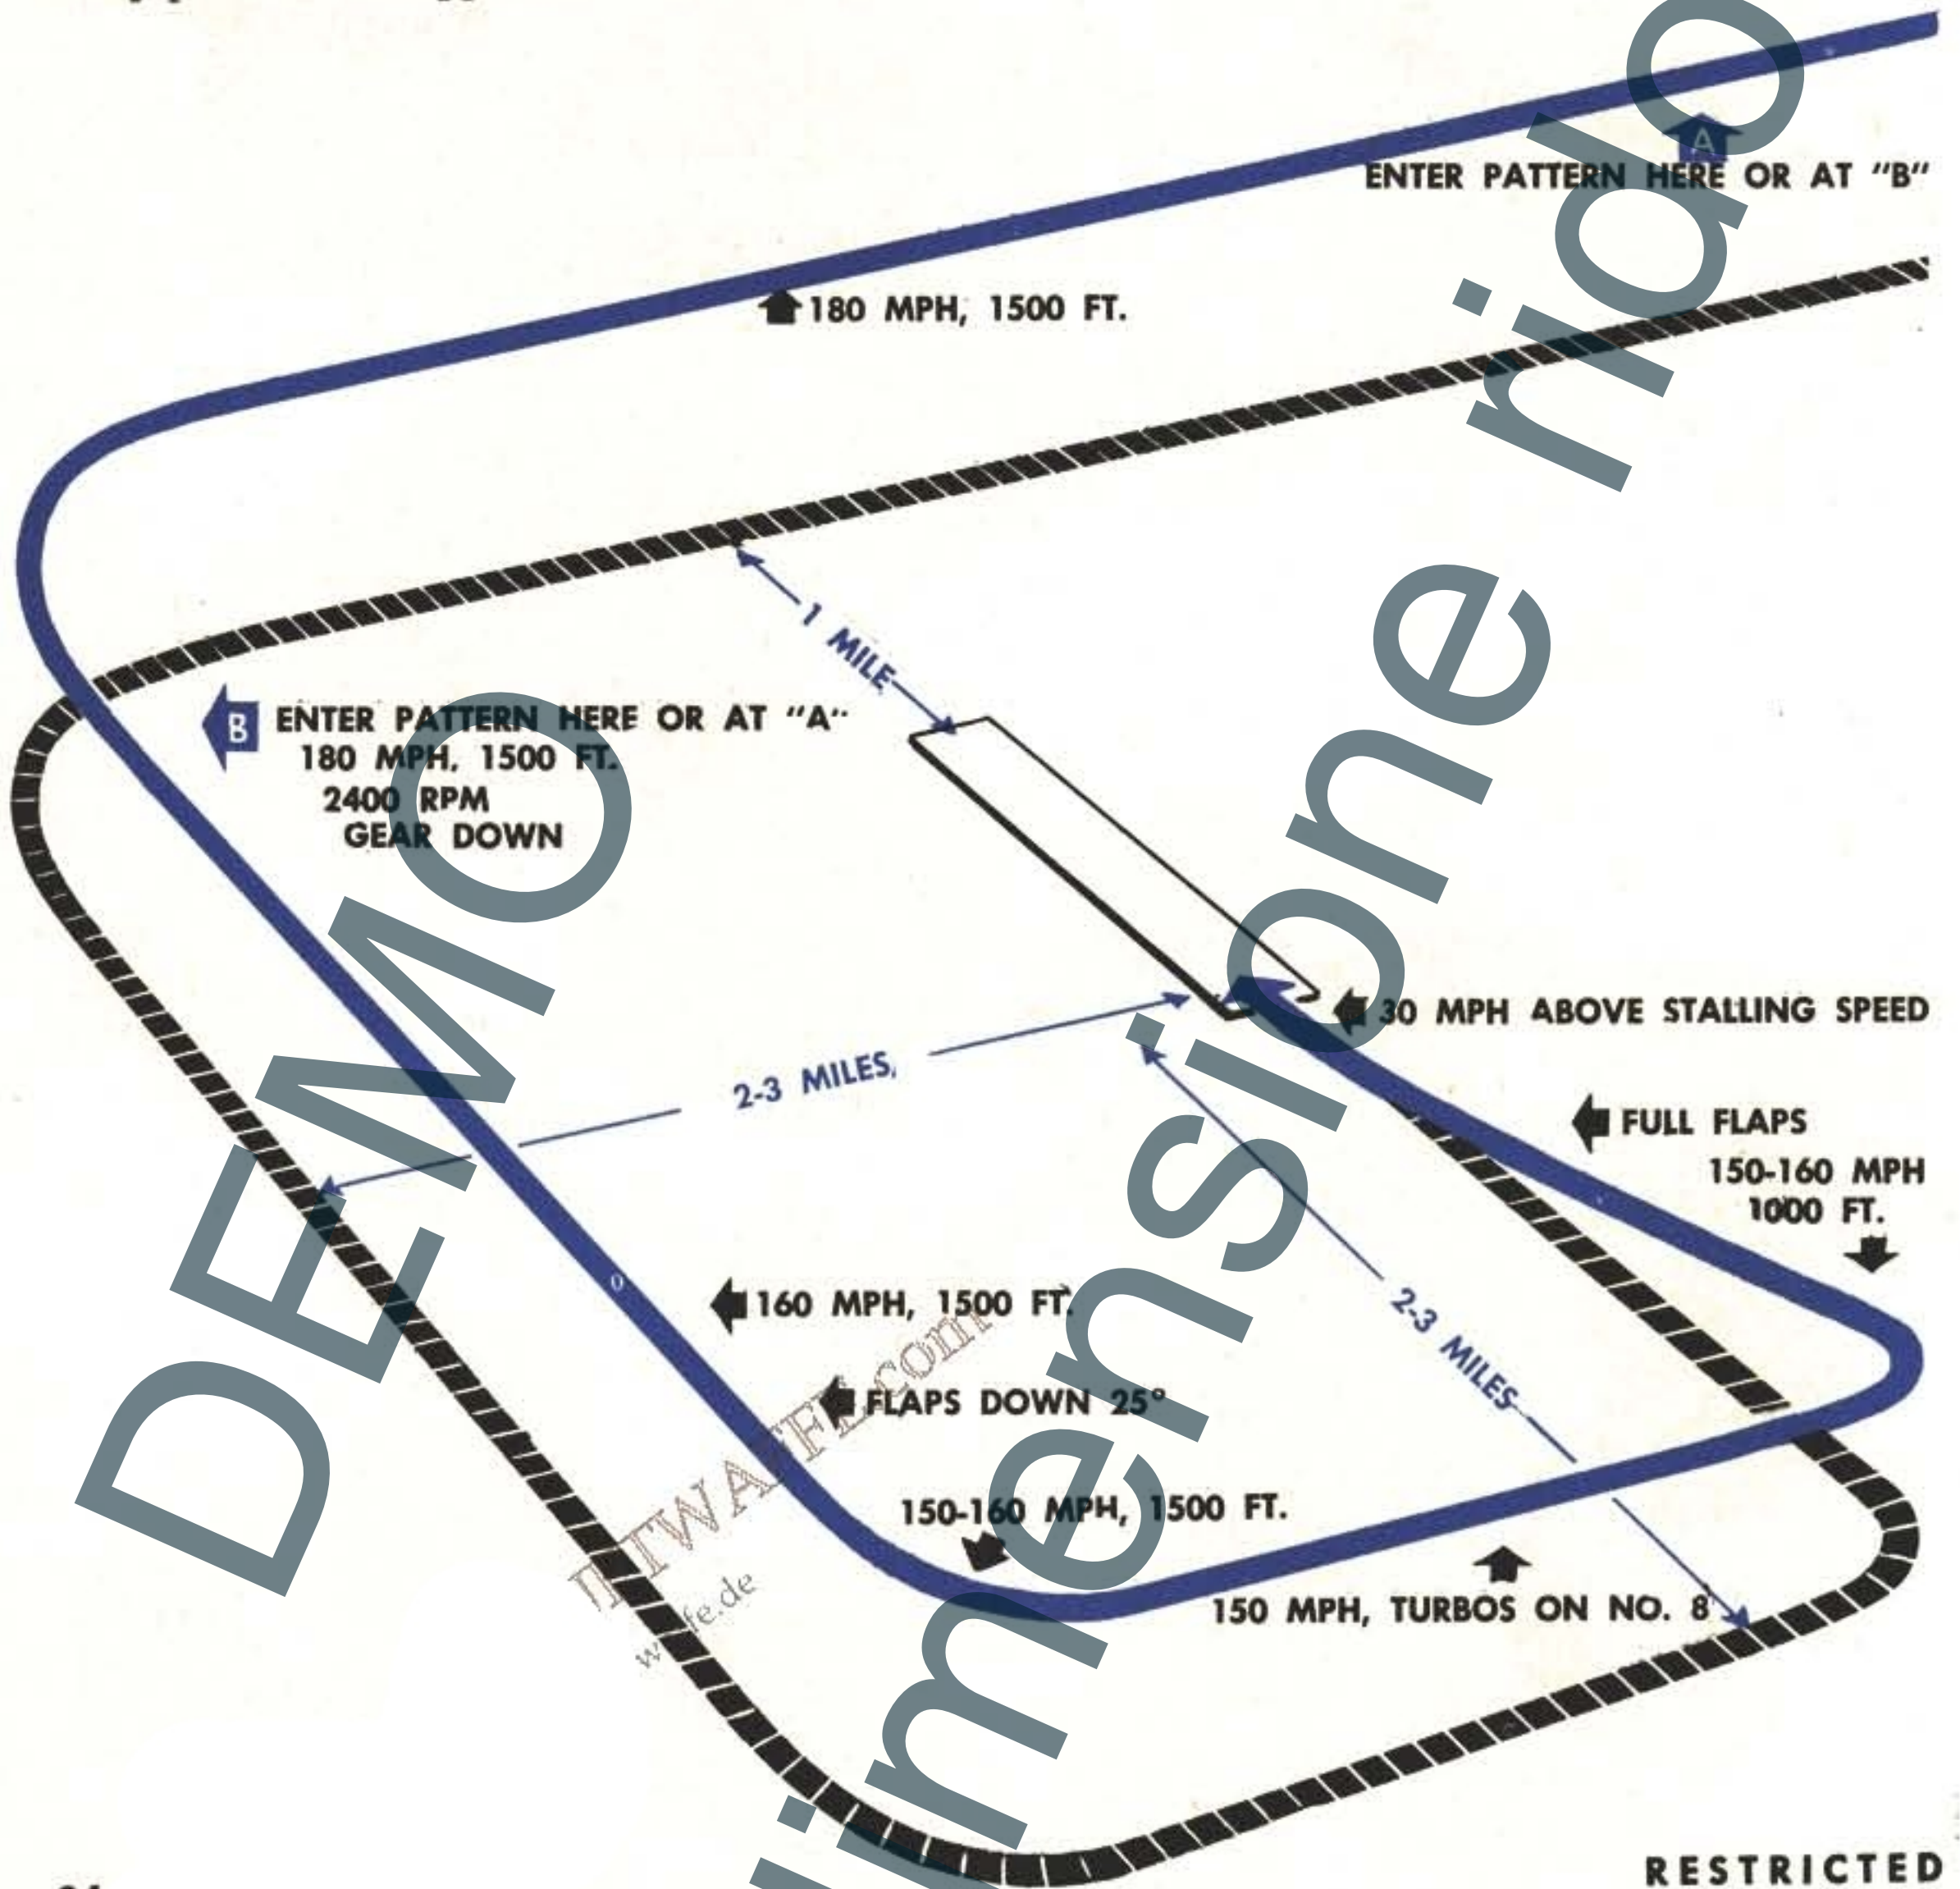 A
ENTER PATTERN HERE OR AT "B"
180 MPH, 1500 FT.
1 MILE
B
ENTER PATTERN HERE OR AT "A"
180 MPH, 1500 FT.
2400 RPM
GEAR DOWN
30 MPH ABOVE STALLING SPEED
2-3 MILES
FULL FLAPS
150-160 MPH
1000 FT.
160 MPH, 1500 FT.
2-3 MILES
FLAPS DOWN 25°
150-160 MPH, 1500 FT.
150 MPH, TURBOS ON NO. 8
RESTRICTED
DEMO
dimensione rido